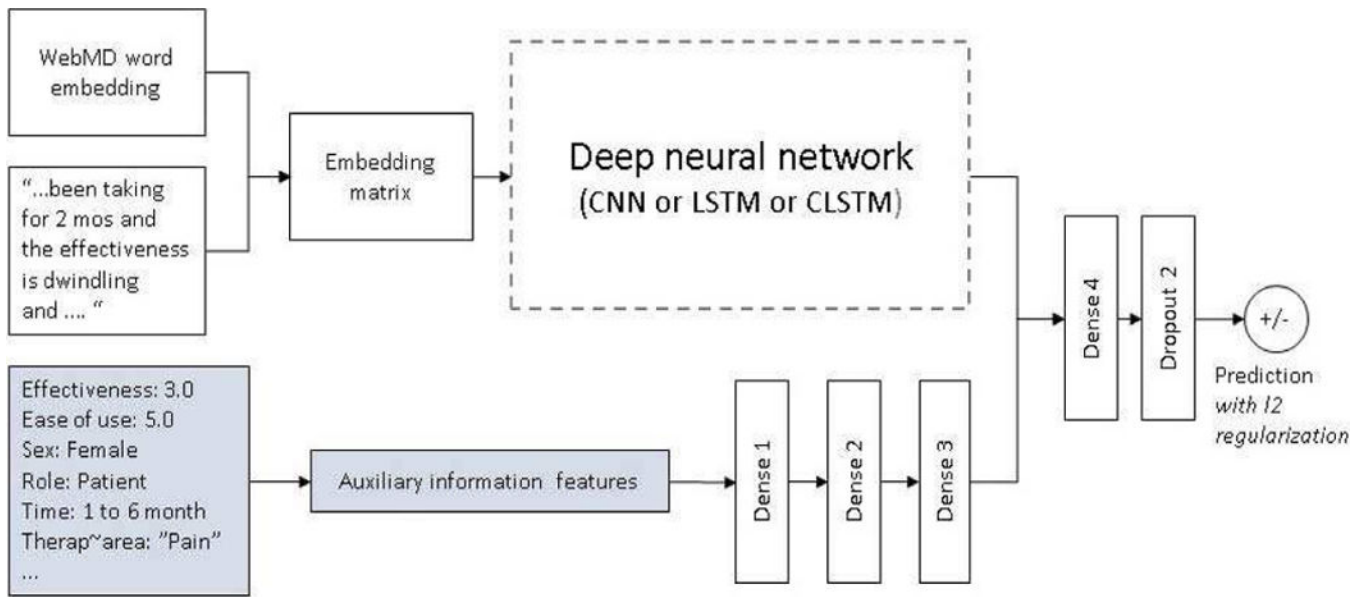 WebMD word
embedding
"...been taking
for 2 mos and
the effectiveness
is dwindling
and .... "
Embedding
matrix
Deep neural network
(CNN or LSTM or CLSTM)
Effectiveness: 3.0
Ease of use: 5.0
Sex: Female
Role: Patient
Time: 1 to 6 month
Therap~area: "Pain"
...
Auxiliary information features
Dense 1
Dense 2
Dense 3
Dense 4
Dropout 2
+/-
Prediction
with l2
regularization